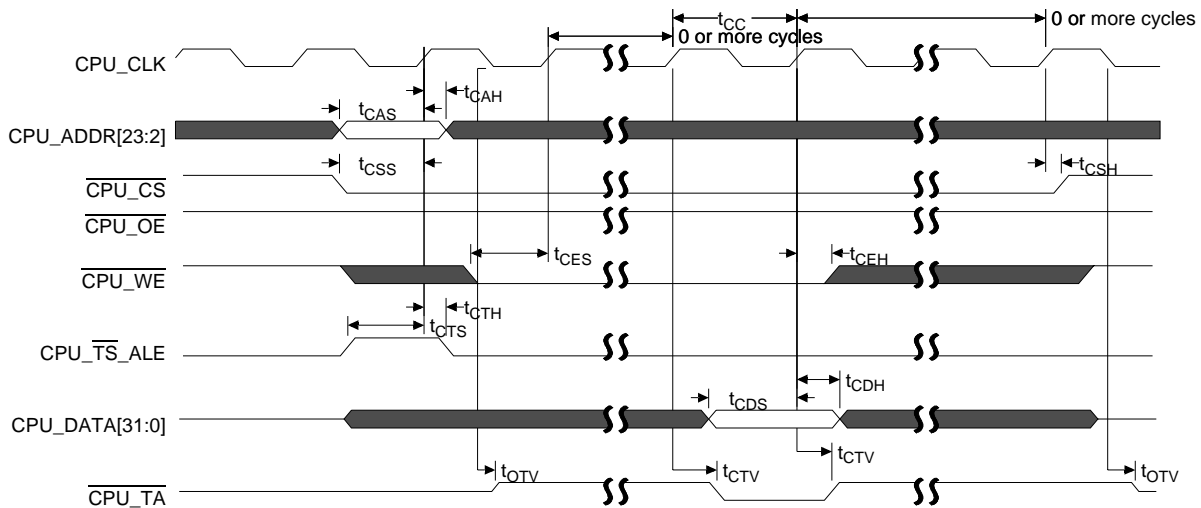 tCC
0 or more cycles
0 or more cycles
CPU_CLK
tCAH
tCAS
CPU_ADDR[23:2]
tCSS
tCSH
CPU_CS
CPU_OE
tCES
tCEH
CPU_WE
tCTH
tCTS
CPU_TS_ALE
tCDH
tCDS
CPU_DATA[31:0]
tCTV
tOTV
tCTV
tOTV
CPU_TA